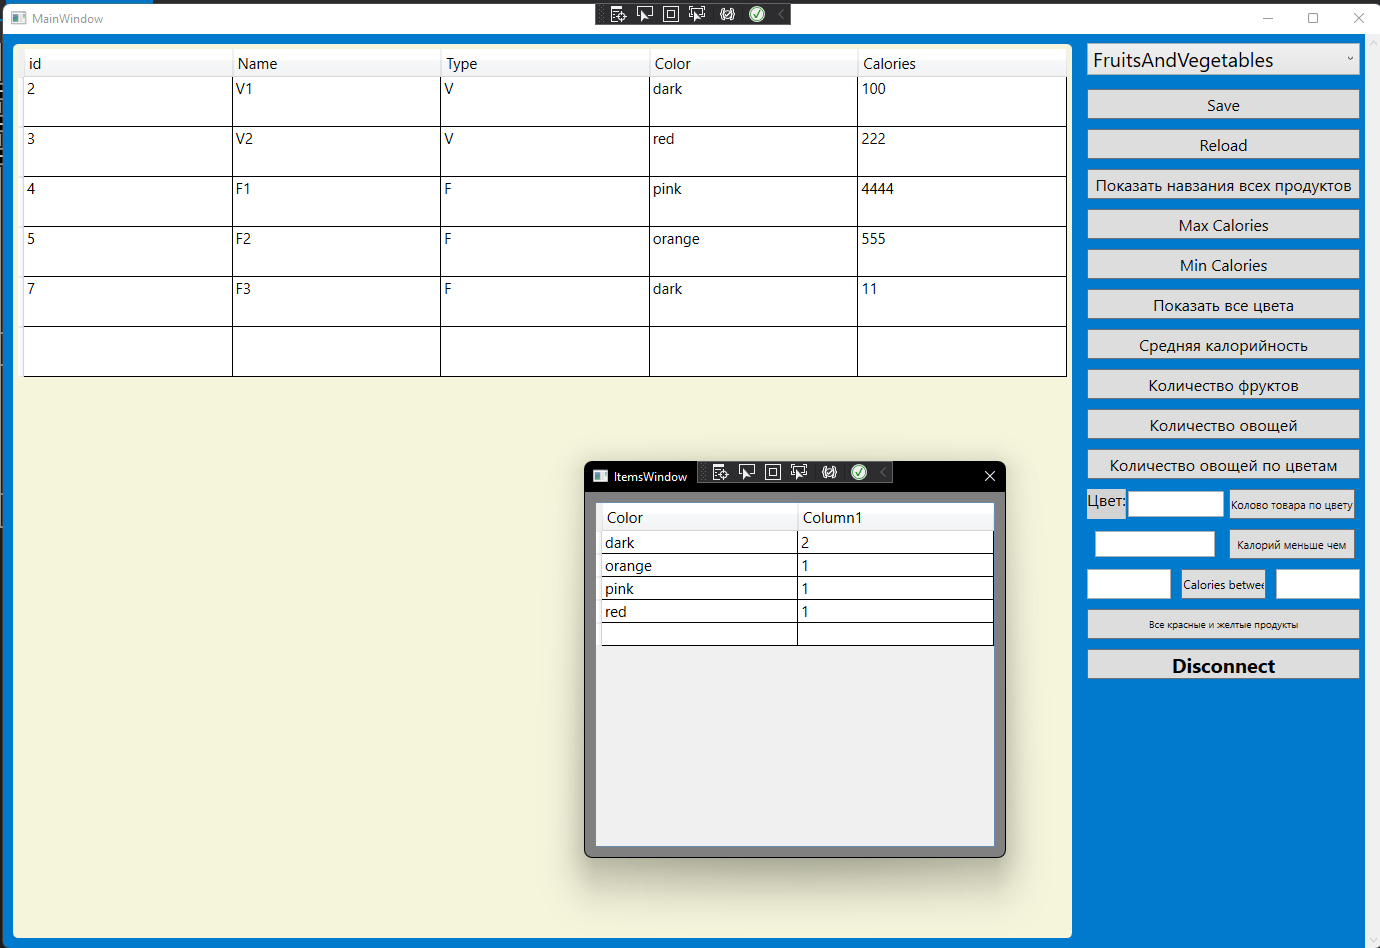 MainWindow
id Name Type Color Calories
2 V1 V dark 100
3 V2 V red 222
4 F1 F pink 4444
5 F2 F orange 555
7 F3 F dark 11
FruitsAndVegetables
Save
Reload
Показать навзания всех продуктов
Max Calories
Min Calories
Показать все цвета
Средняя калорийность
Количество фруктов
Количество овощей
Количество овощей по цветам
Цвет: Колово товара по цвету
Калорий меньше чем
Calories betwee
Все красные и желтые продукты
Disconnect
ItemsWindow
Color Column1
dark 2
orange 1
pink 1
red 1